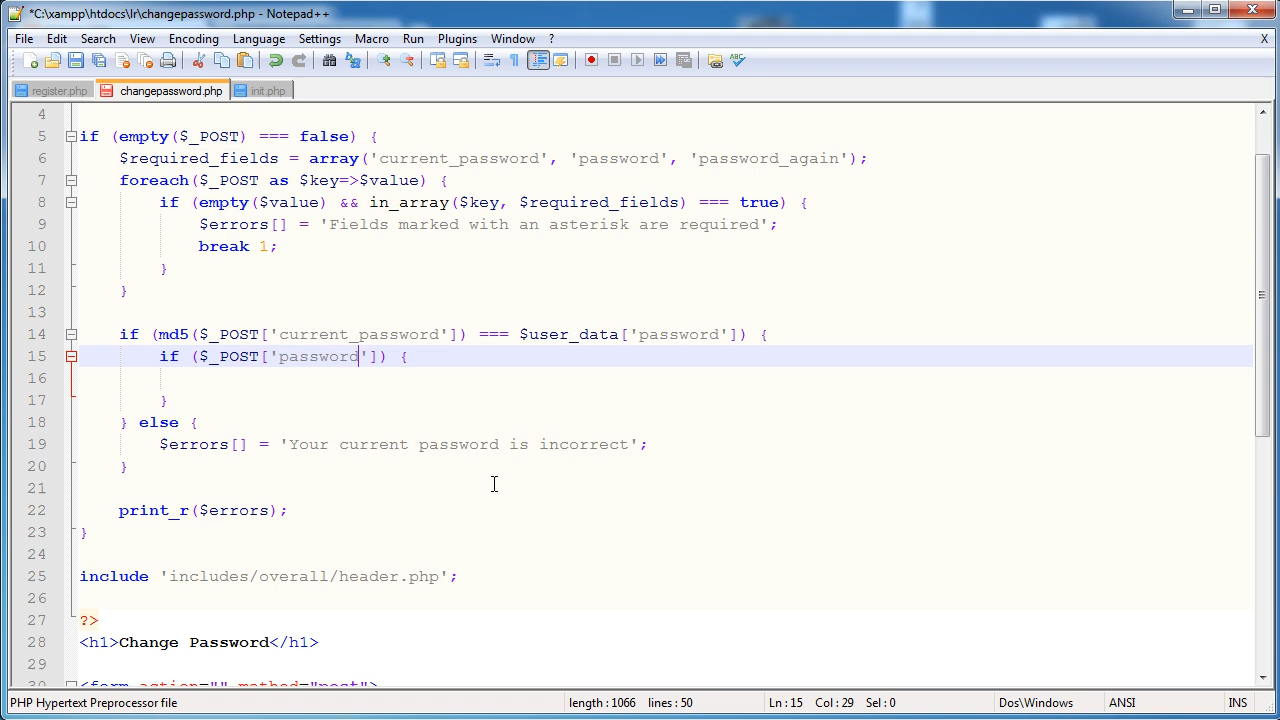 *C:\xampp\htdocs\lr\changepassword.php - Notepad++
File Edit Search View Encoding Language Settings Macro Run Plugins Window ? X
register.php changepassword.php init.php
4
5 if (empty($_POST) === false) {
6 $required_fields = array('current_password', 'password', 'password_again');
7 foreach($_POST as $key=>$value) {
8 if (empty($value) && in_array($key, $required_fields) === true) {
9 $errors[] = 'Fields marked with an asterisk are required';
10 break 1;
11 }
12 }
13
14 if (md5($_POST['current_password']) === $user_data['password']) {
15 if ($_POST['password']) {
16
17 }
18 } else {
19 $errors[] = 'Your current password is incorrect';
20 }
21
22 print_r($errors);
23 }
24
25 include 'includes/overall/header.php';
26
27 ?>
28 <h1>Change Password</h1>
29
30 <form action="" method="post">
PHP Hypertext Preprocessor file length : 1066 lines : 50 Ln : 15 Col : 29 Sel : 0 Dos\Windows ANSI INS